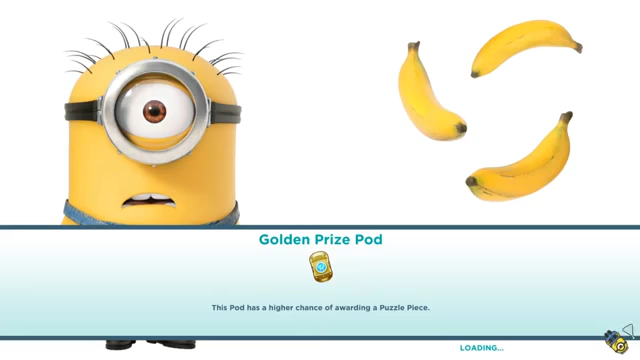 Golden Prize Pod
This Pod has a higher chance of awarding a Puzzle Piece.
LOADING...